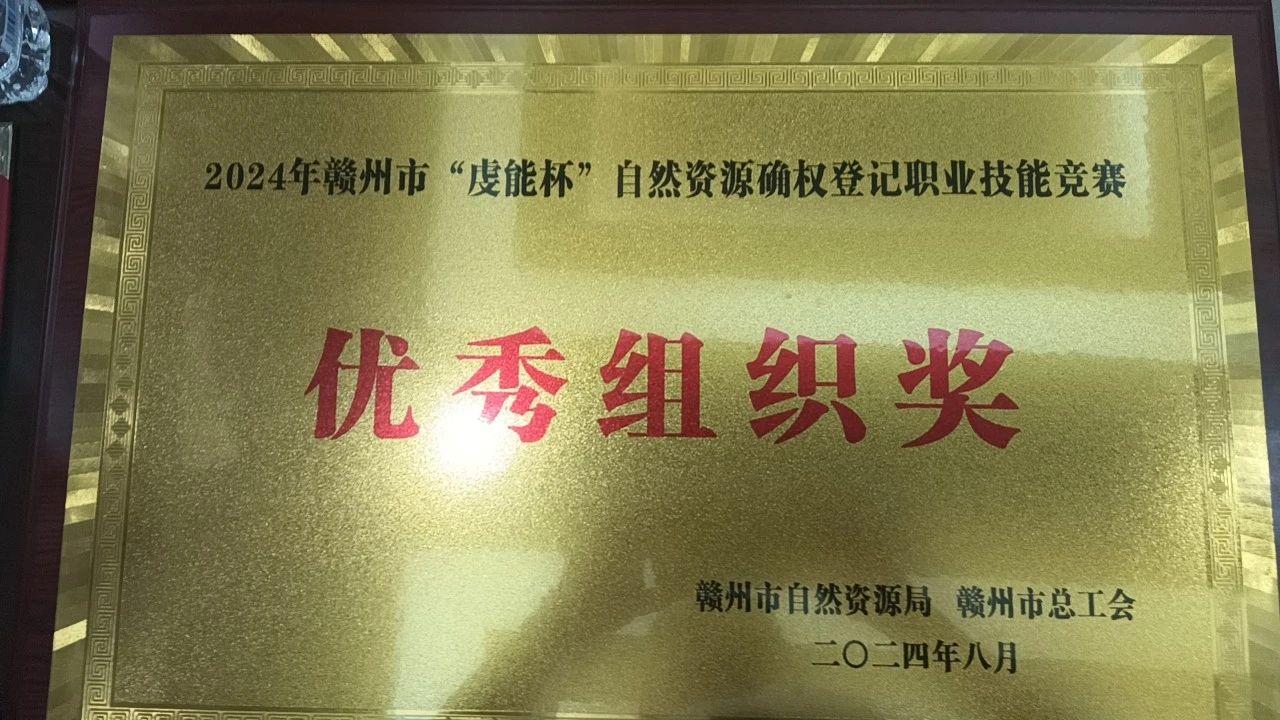 2024年赣州市“虔能杯”自然资源确权登记职业技能竞赛
优秀组织奖
赣州市自然资源局 赣州市总工会
二〇二四年八月